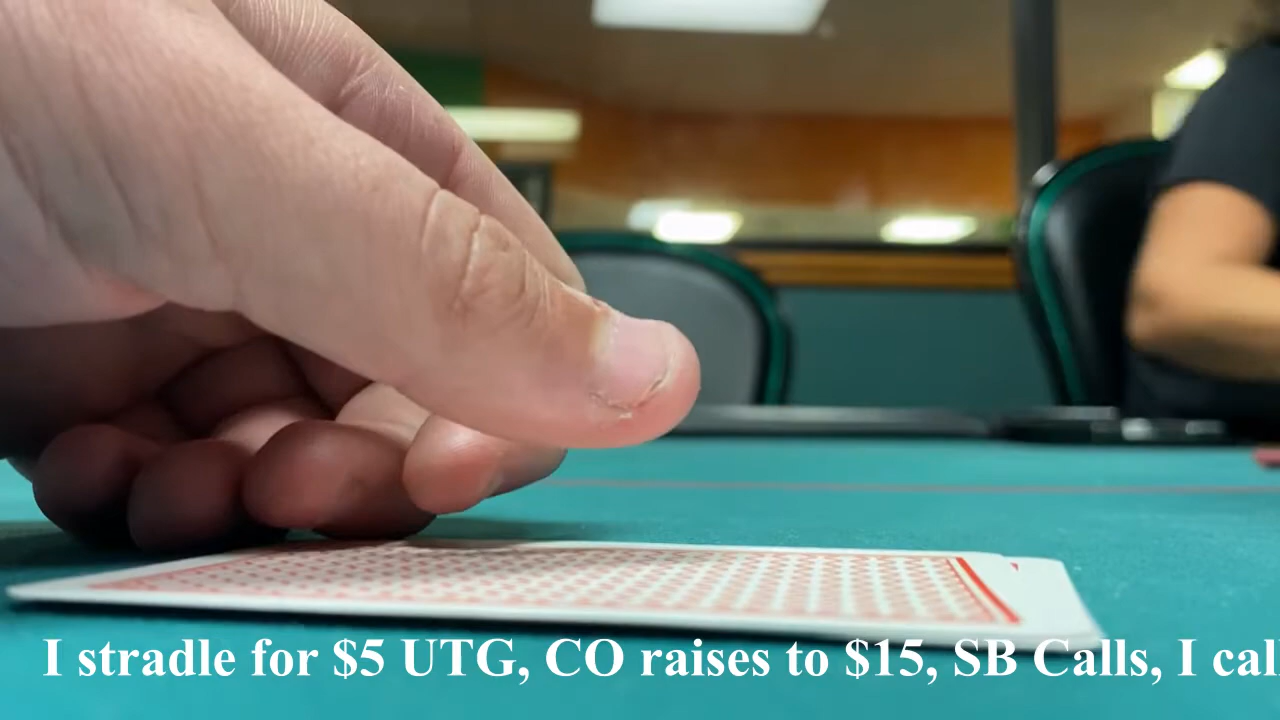 I stradle for $5 UTG, CO raises to $15, SB Calls, I cal